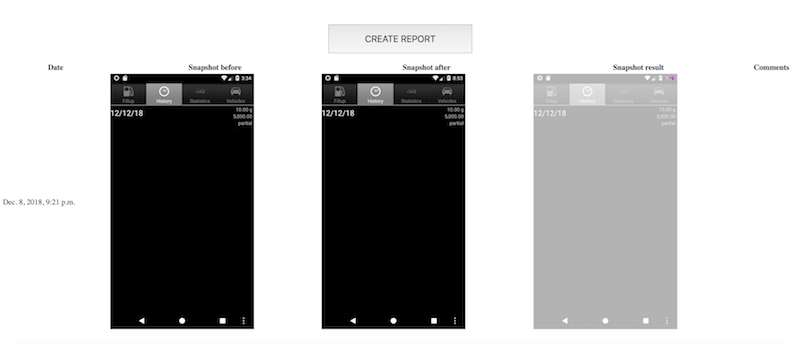 CREATE REPORT
Date Snapshot before Snapshot after Snapshot result Comments
3:34
Fillup History Statistics Vehicles
12/12/18 10.00 g
5,000.00
partial
8:53
Fillup History Statistics Vehicles
12/12/18 10.00 g
5,000.00
partial
Fillup History Statistics Vehicles
12/12/18 10.00 g
5,000.00
partial
Dec. 8, 2018, 9:21 p.m.